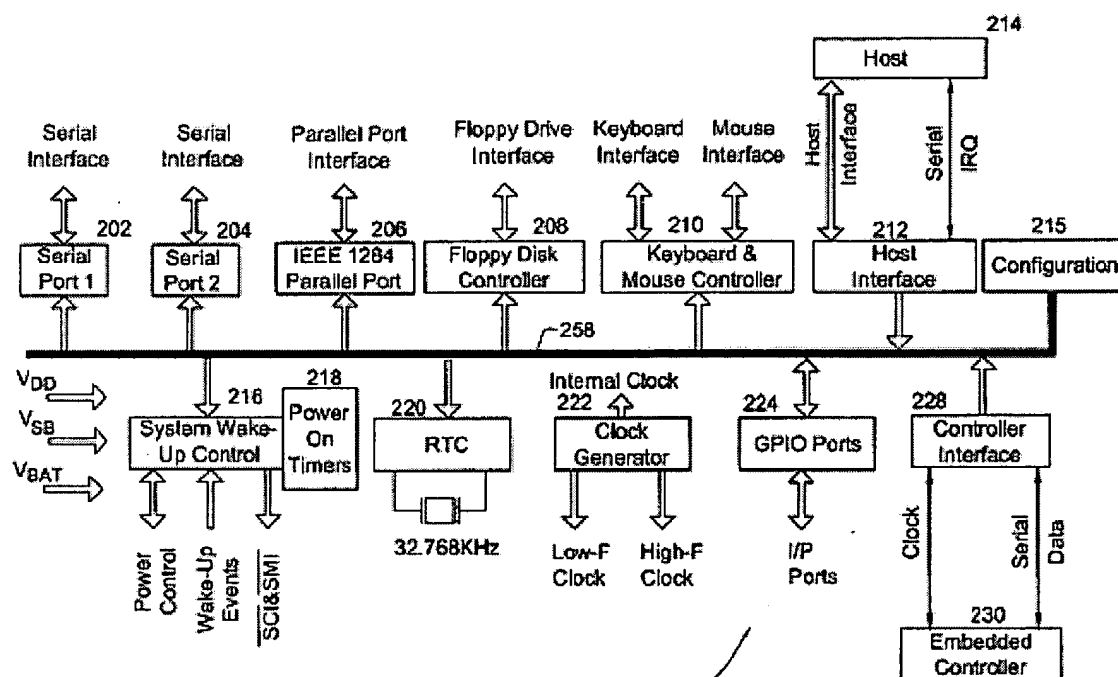 214
Host
Serial
Interface
Serial
Interface
Parallel Port
Interface
Floppy Drive
Interface
Keyboard
Interface
Mouse
Interface
Host
Interface
Serial
IRQ
202
Serial
Port 1
204
Serial
Port 2
206
IEEE 1284
Parallel Port
208
Floppy Disk
Controller
210
Keyboard &
Mouse Controller
212
Host
Interface
215
Configuration
258
VDD
VSB
VBAT
216
System Wake-
Up Control
218
Power
On
Timers
220
RTC
32.768KHz
Internal Clock
222
Clock
Generator
224
GPIO Ports
228
Controller
Interface
Power
Control
Wake-Up
Events
SCI&SMI
Low-F
Clock
High-F
Clock
I/P
Ports
Clock
Serial
Data
230
Embedded
Controller